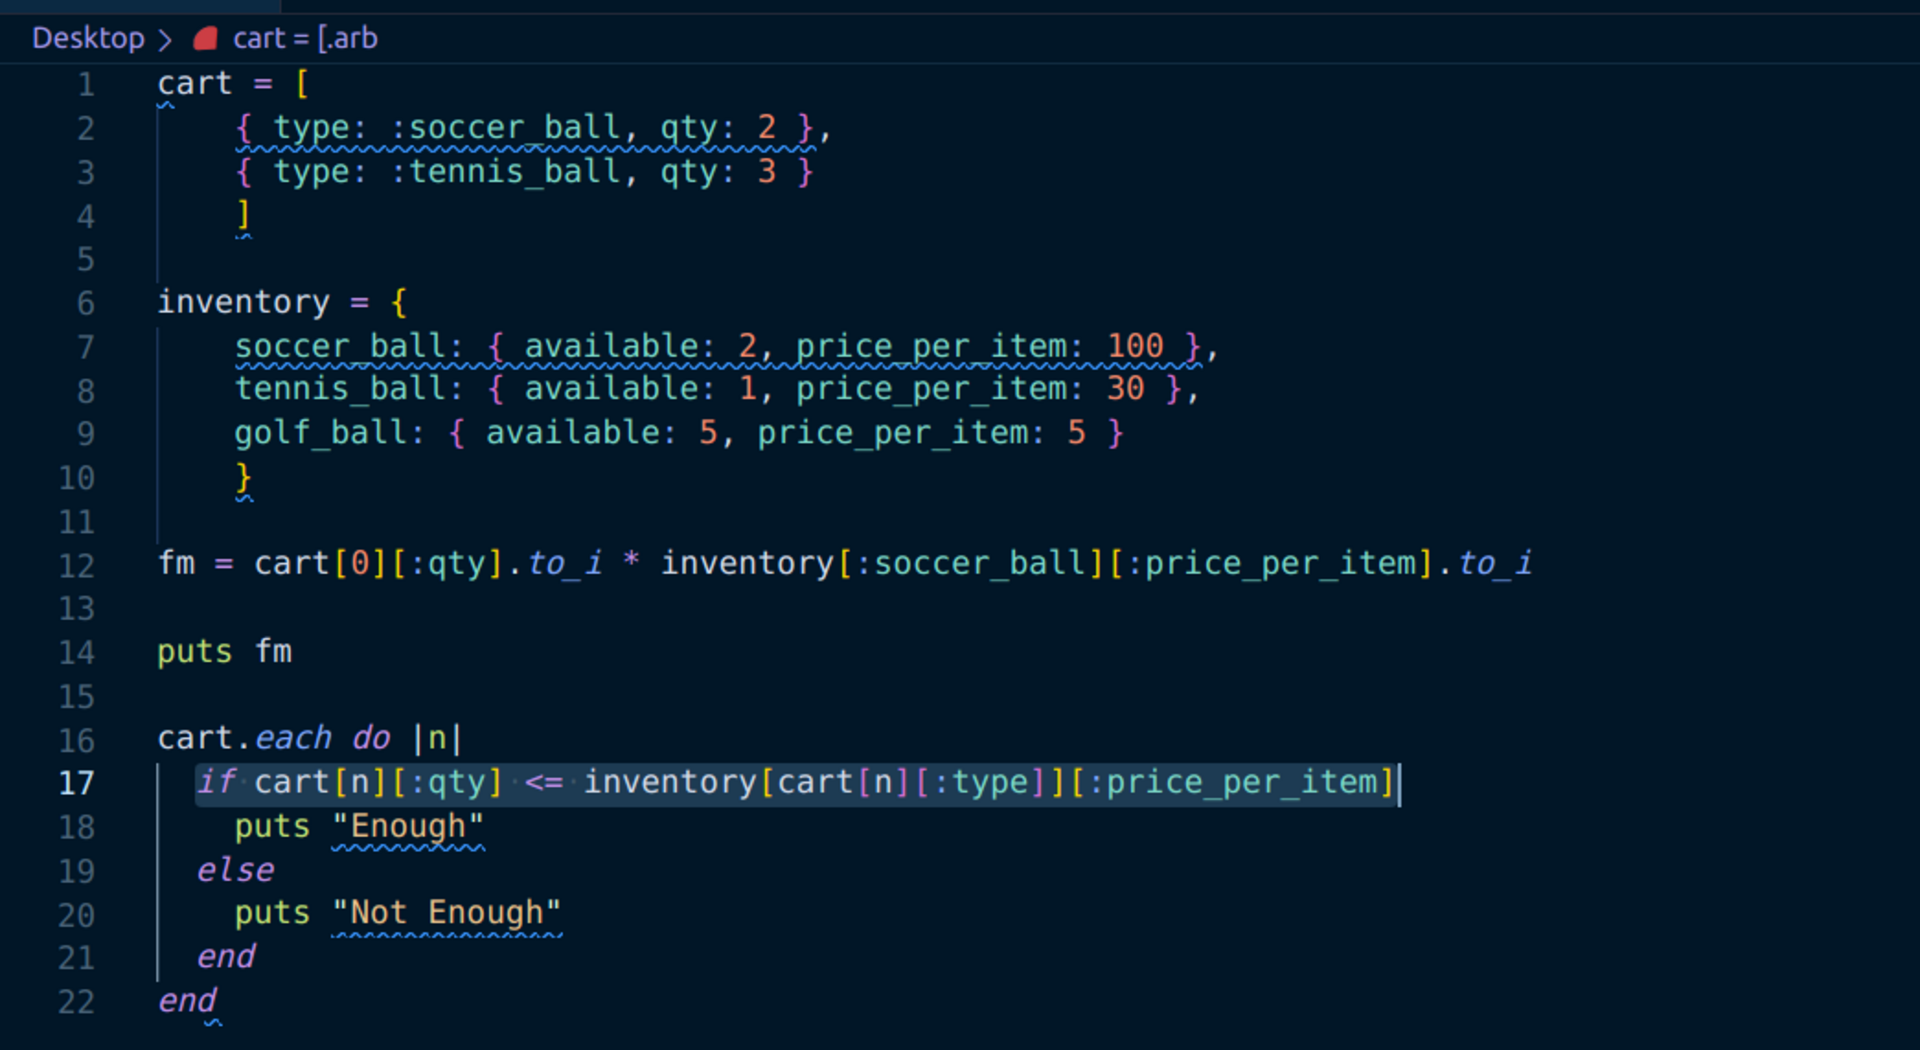 Desktop > cart = [.arb
1 cart = [
2     { type: :soccer_ball, qty: 2 },
3     { type: :tennis_ball, qty: 3 }
4     ]
5
6 inventory = {
7     soccer_ball: { available: 2, price_per_item: 100 },
8     tennis_ball: { available: 1, price_per_item: 30 },
9     golf_ball: { available: 5, price_per_item: 5 }
10     }
11
12 fm = cart[0][:qty].to_i * inventory[:soccer_ball][:price_per_item].to_i
13
14 puts fm
15
16 cart.each do |n|
17   if cart[n][:qty] <= inventory[cart[n][:type]][:price_per_item]
18     puts "Enough"
19   else
20     puts "Not Enough"
21   end
22 end